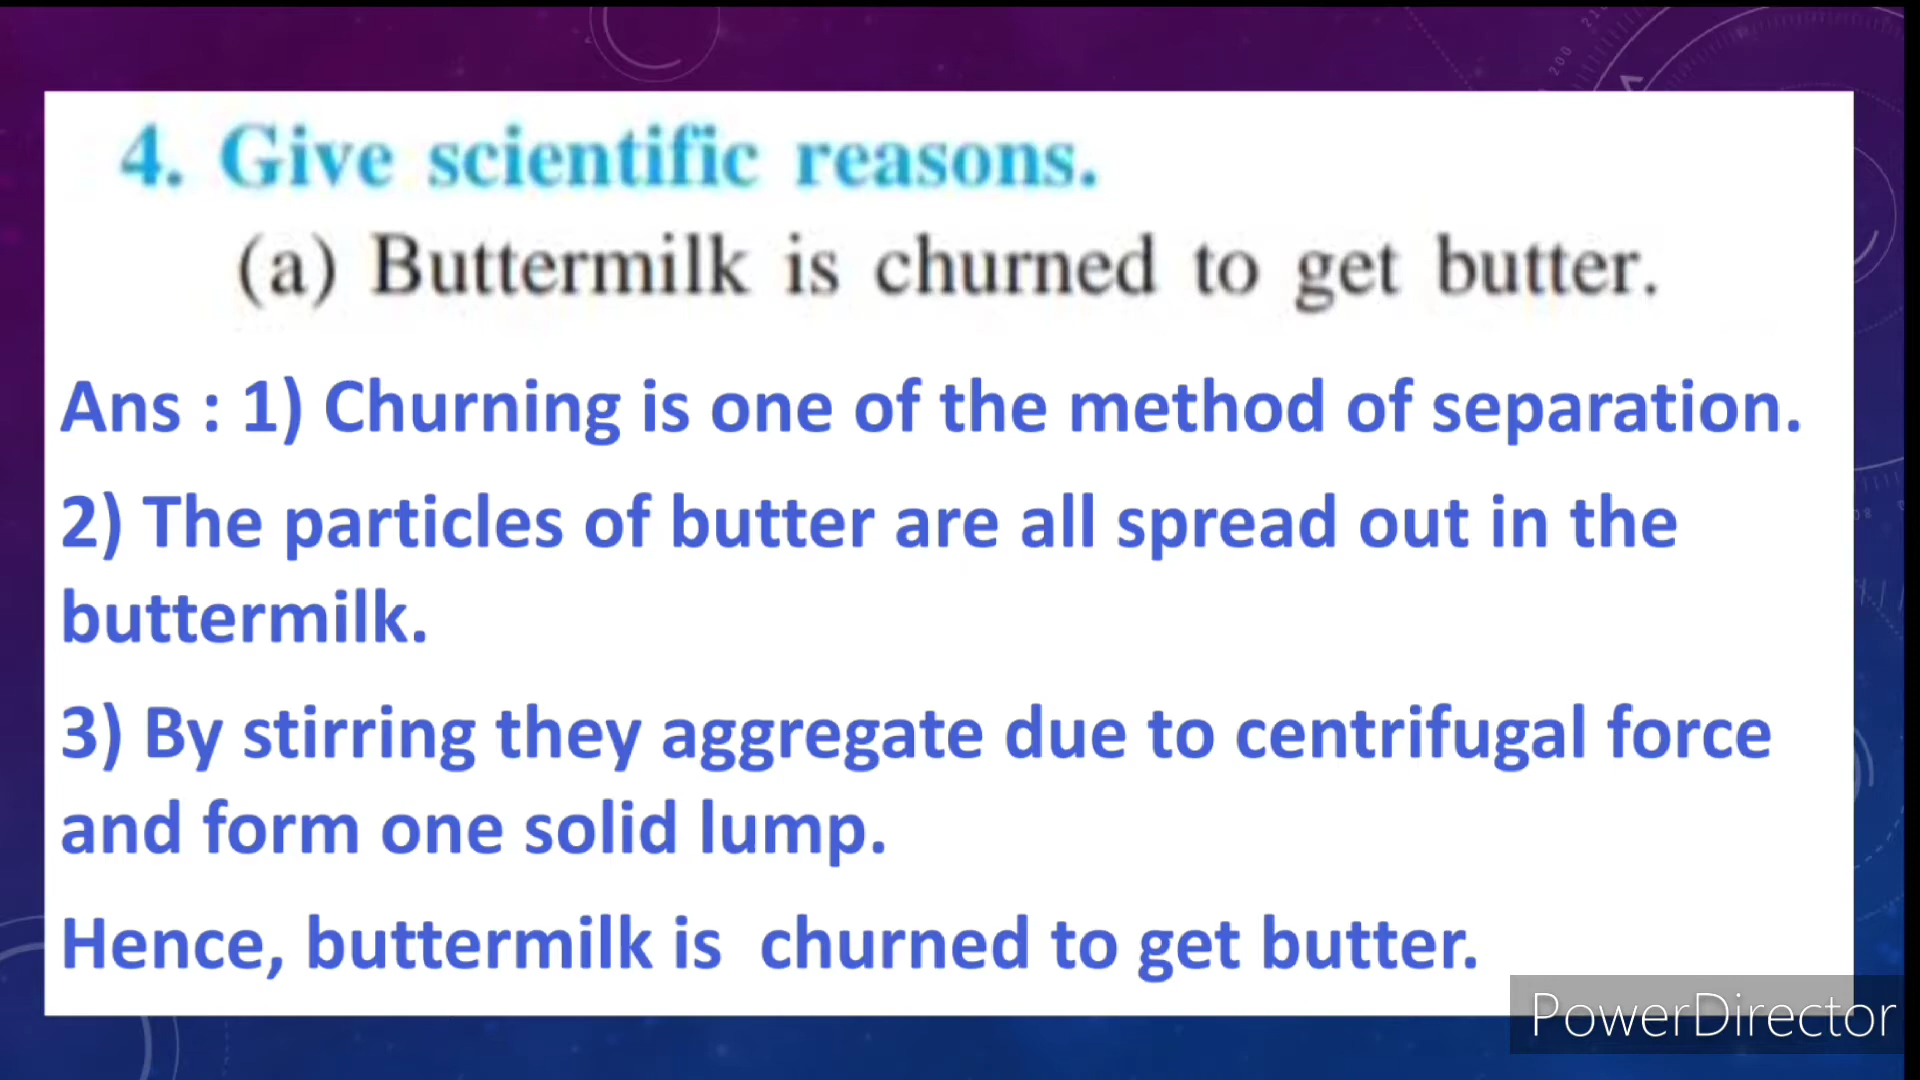 4. Give scientific reasons.
(a) Buttermilk is churned to get butter.
Ans : 1) Churning is one of the method of separation.
2) The particles of butter are all spread out in the
buttermilk.
3) By stirring they aggregate due to centrifugal force
and form one solid lump.
Hence, buttermilk is  churned to get butter.
PowerDirector